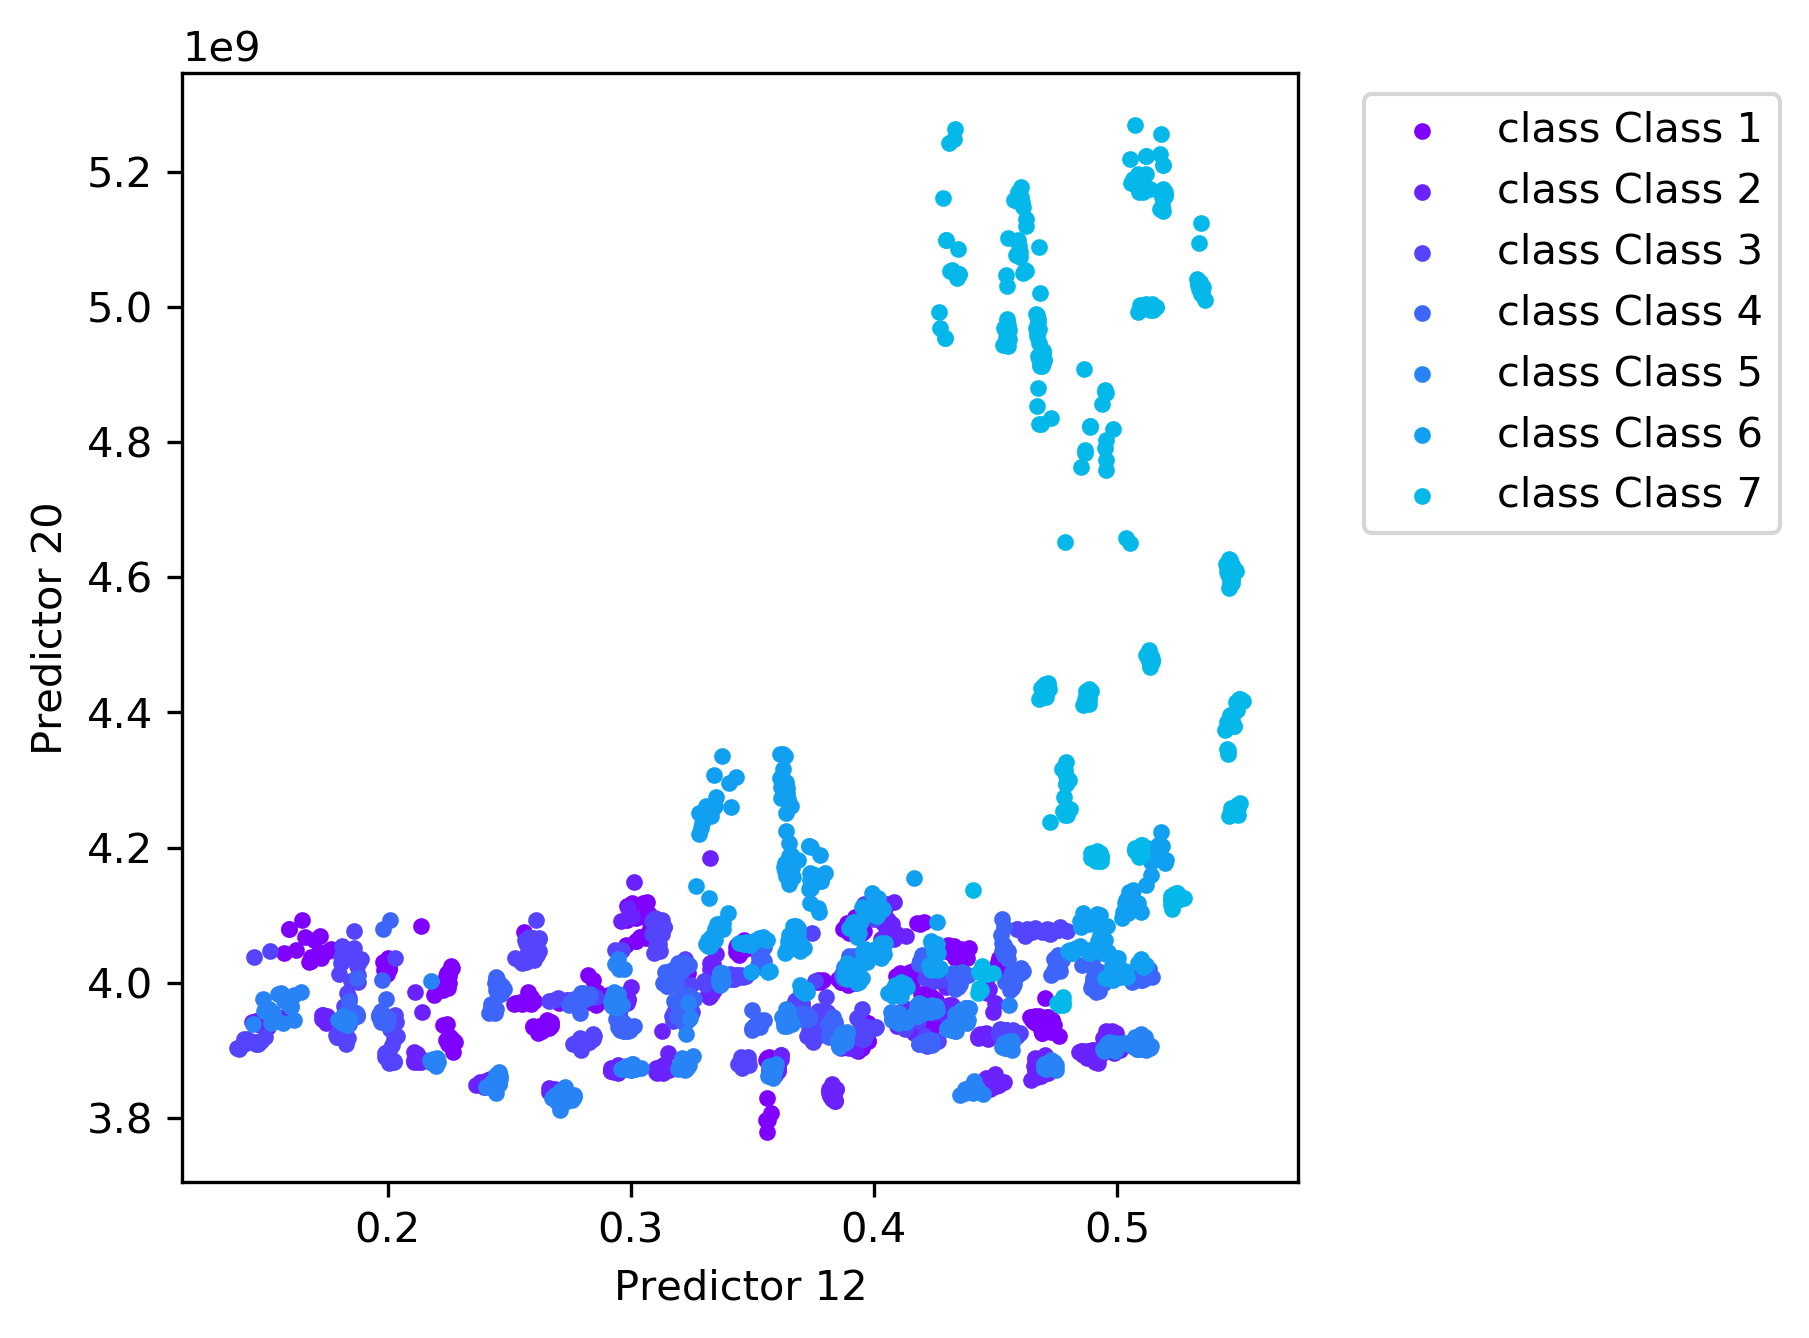 1e9
5.2
5.0
4.8
4.6
4.4
4.2
4.0
3.8
Predictor 20
0.2 0.3 0.4 0.5
Predictor 12
class Class 1
class Class 2
class Class 3
class Class 4
class Class 5
class Class 6
class Class 7